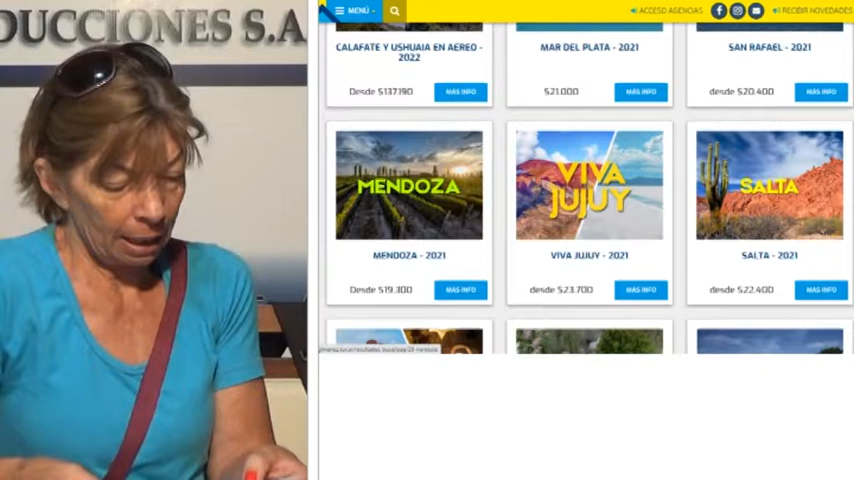 DUCCIONES S.A
MENÚ
ACCESO AGENCIAS
RECIBIR NOVEDADES
CALAFATE Y USHUAIA EN AEREO -
2022
MAR DEL PLATA - 2021
SAN RAFAEL - 2021
Desde $137.190
MAS INFO
$21.000
MAS INFO
desde $20.400
MAS INFO
MENDOZA
VIVA
JUJUY
SALTA
MENDOZA - 2021
VIVA JUJUY - 2021
SALTA - 2021
desde $19.300
MAS INFO
desde $23.700
MAS INFO
desde $22.400
MAS INFO